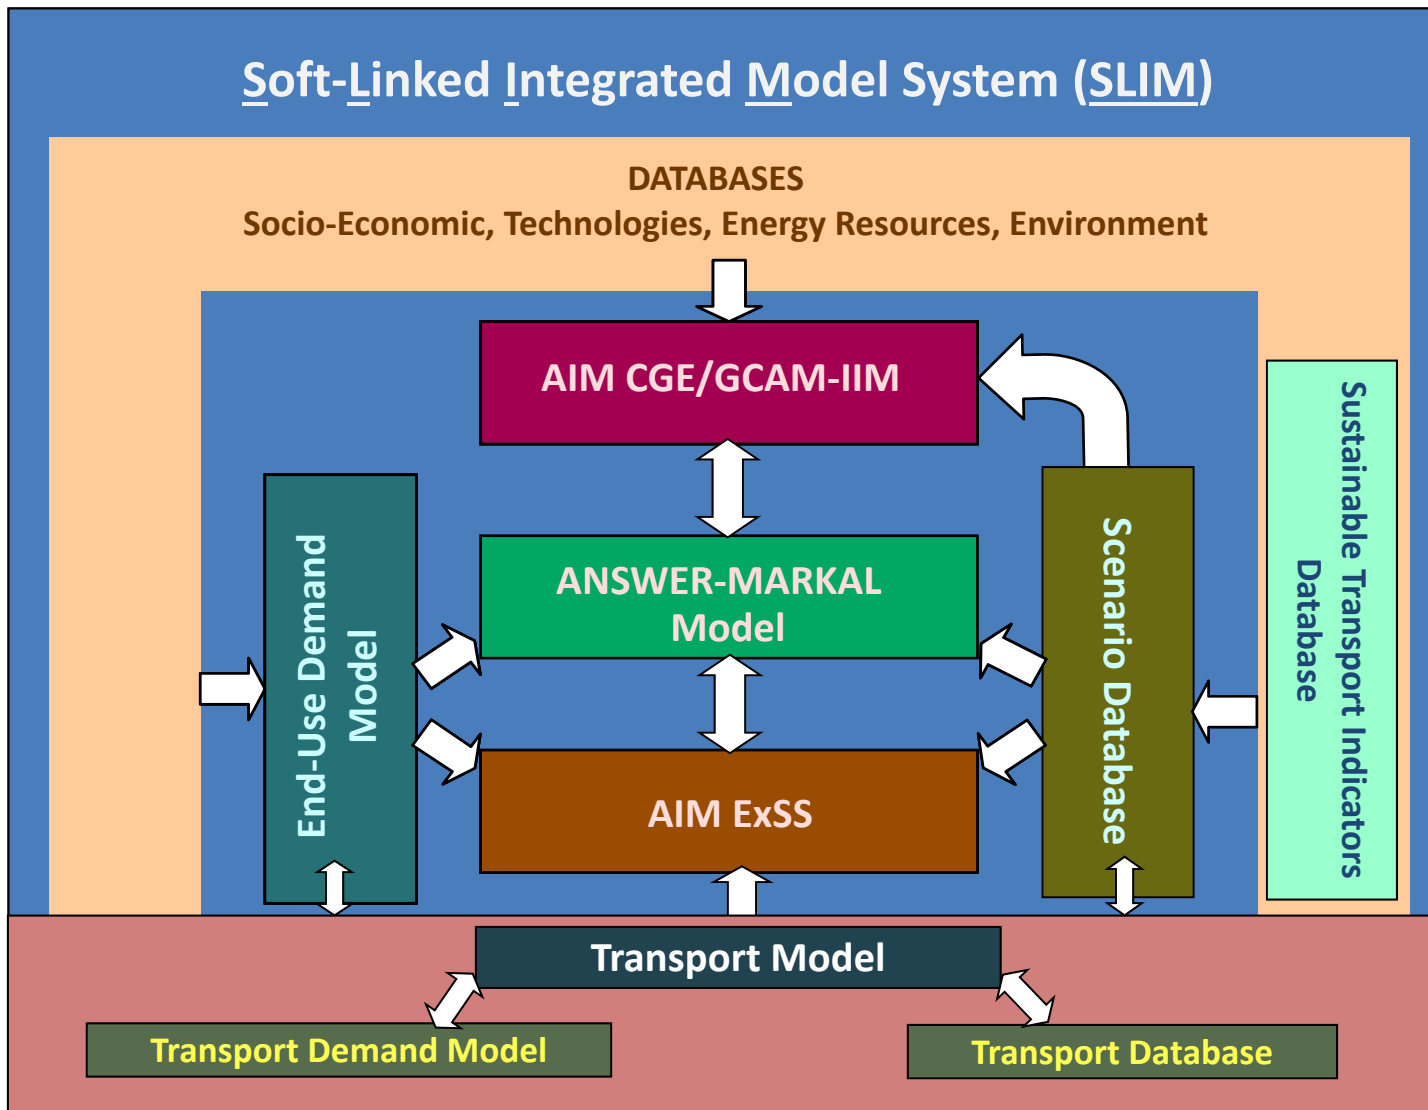 Soft-Linked Integrated Model System (SLIM)
DATABASES
Socio-Economic, Technologies, Energy Resources, Environment
AIM CGE/GCAM-IIM
End-Use Demand
Model
ANSWER-MARKAL
Model
AIM ExSS
Scenario Database
Sustainable Transport Indicators
Database
Transport Model
Transport Demand Model
Transport Database